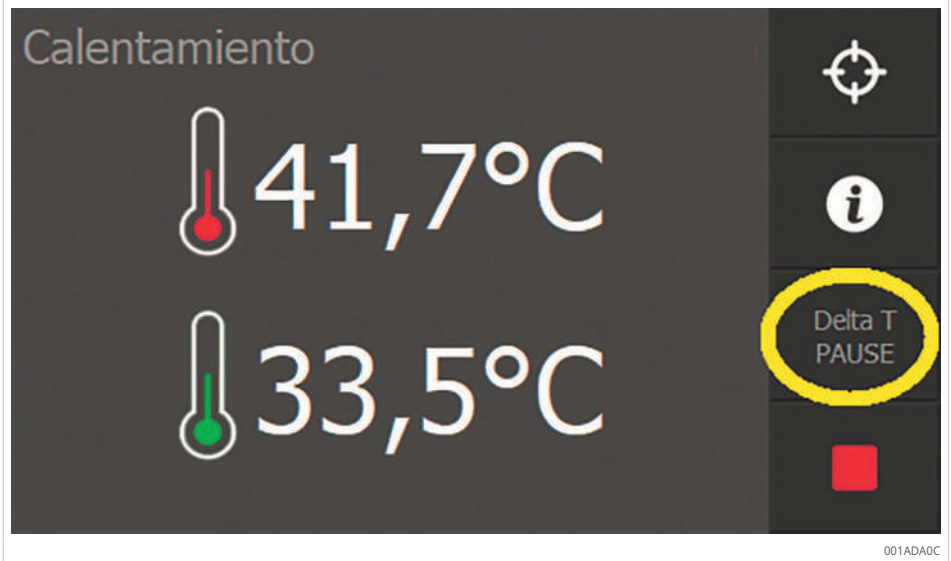 Calentamiento
41,7°C
33,5°C
i
Delta T
PAUSE
001ADA0C